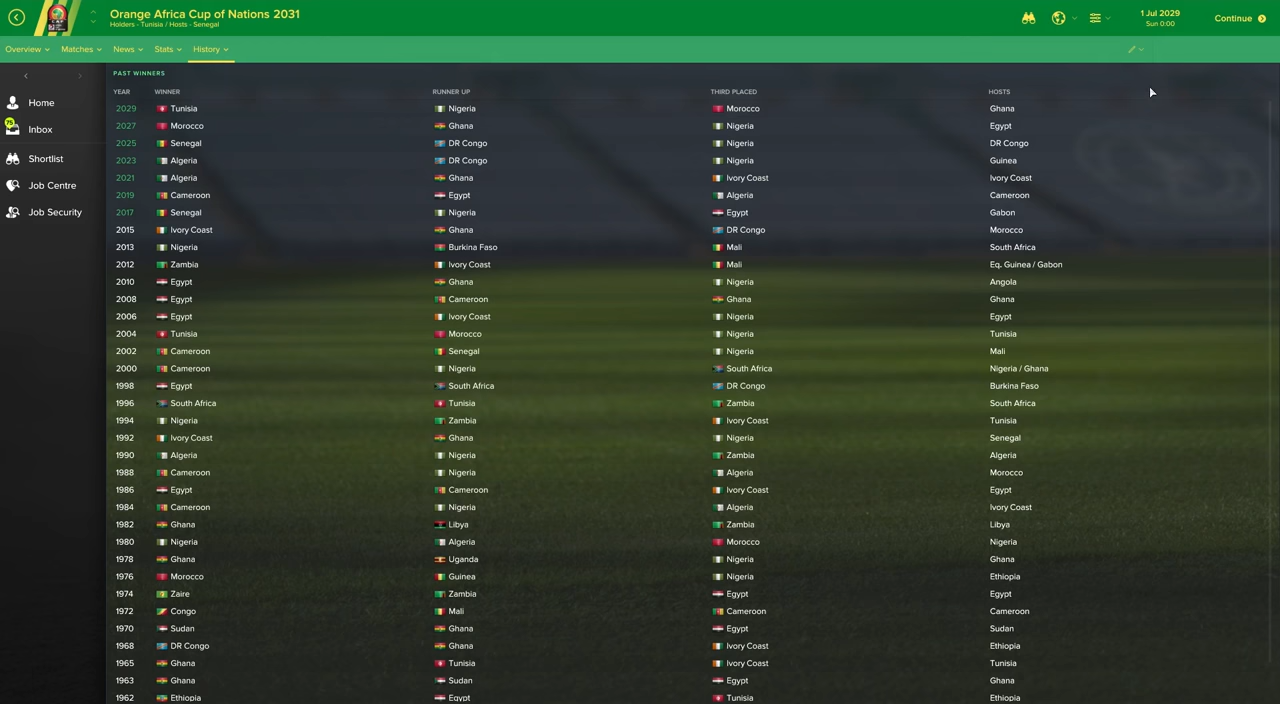 Orange Africa Cup of Nations 2031
Holders - Tunisia / Hosts - Senegal
1 Jul 2029
Sun 0:00
Continue
Overview Matches News Stats History
PAST WINNERS
Home
75
Inbox
Shortlist
Job Centre
Job Security
YEAR WINNER RUNNER UP THIRD PLACED HOSTS
2029 Tunisia Nigeria Morocco Ghana
2027 Morocco Ghana Nigeria Egypt
2025 Senegal DR Congo Nigeria DR Congo
2023 Algeria DR Congo Nigeria Guinea
2021 Algeria Ghana Ivory Coast Ivory Coast
2019 Cameroon Egypt Algeria Cameroon
2017 Senegal Nigeria Egypt Gabon
2015 Ivory Coast Ghana DR Congo Morocco
2013 Nigeria Burkina Faso Mali South Africa
2012 Zambia Ivory Coast Mali Eq. Guinea / Gabon
2010 Egypt Ghana Nigeria Angola
2008 Egypt Cameroon Ghana Ghana
2006 Egypt Ivory Coast Nigeria Egypt
2004 Tunisia Morocco Nigeria Tunisia
2002 Cameroon Senegal Nigeria Mali
2000 Cameroon Nigeria South Africa Nigeria / Ghana
1998 Egypt South Africa DR Congo Burkina Faso
1996 South Africa Tunisia Zambia South Africa
1994 Nigeria Zambia Ivory Coast Tunisia
1992 Ivory Coast Ghana Nigeria Senegal
1990 Algeria Nigeria Zambia Algeria
1988 Cameroon Nigeria Algeria Morocco
1986 Egypt Cameroon Ivory Coast Egypt
1984 Cameroon Nigeria Algeria Ivory Coast
1982 Ghana Libya Zambia Libya
1980 Nigeria Algeria Morocco Nigeria
1978 Ghana Uganda Nigeria Ghana
1976 Morocco Guinea Nigeria Ethiopia
1974 Zaire Zambia Egypt Egypt
1972 Congo Mali Cameroon Cameroon
1970 Sudan Ghana Egypt Sudan
1968 DR Congo Ghana Ivory Coast Ethiopia
1965 Ghana Tunisia Ivory Coast Tunisia
1963 Ghana Sudan Egypt Ghana
1962 Ethiopia Egypt Tunisia Ethiopia